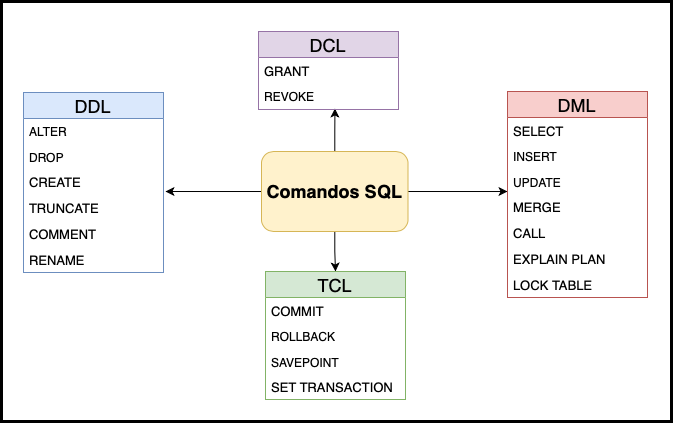 DCL
GRANT
REVOKE
DDL
ALTER
DROP
CREATE
TRUNCATE
COMMENT
RENAME
Comandos SQL
DML
SELECT
INSERT
UPDATE
MERGE
CALL
EXPLAIN PLAN
LOCK TABLE
TCL
COMMIT
ROLLBACK
SAVEPOINT
SET TRANSACTION